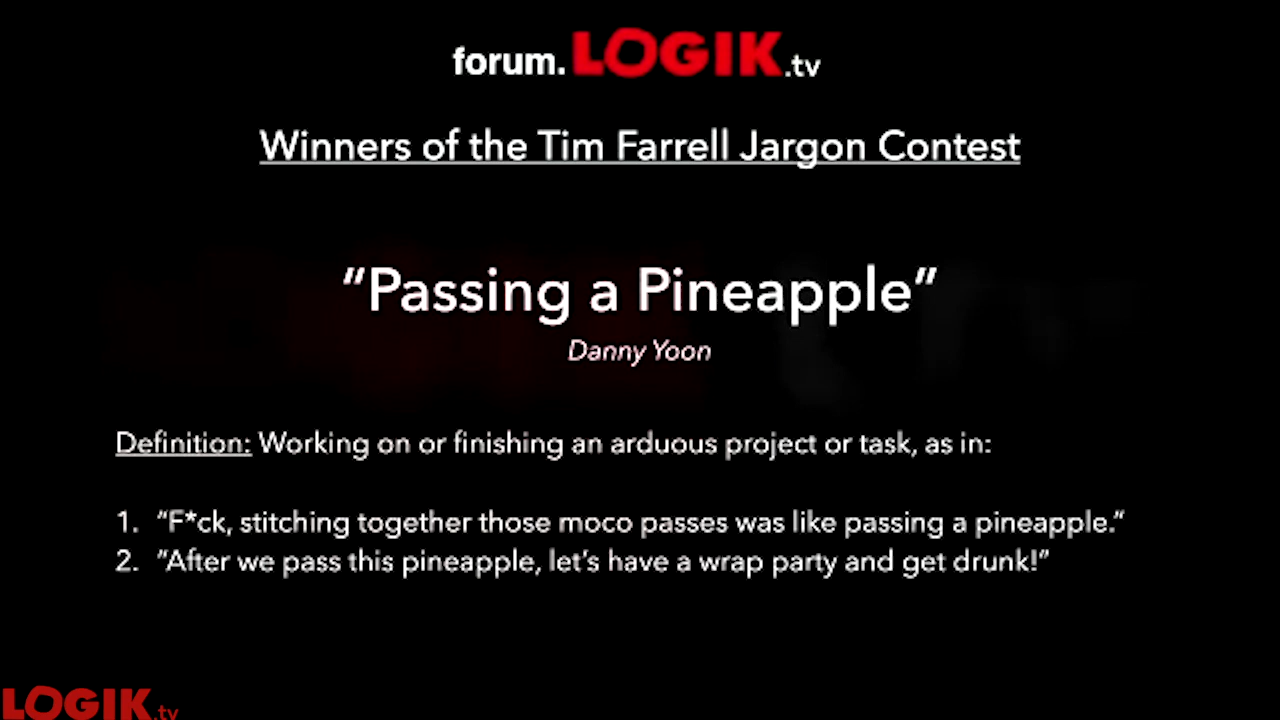 forum.LOGIK.tv
Winners of the Tim Farrell Jargon Contest
“Passing a Pineapple”
Danny Yoon
Definition: Working on or finishing an arduous project or task, as in:
1. “F*ck, stitching together those moco passes was like passing a pineapple.”
2. “After we pass this pineapple, let’s have a wrap party and get drunk!”
LOGIK.tv